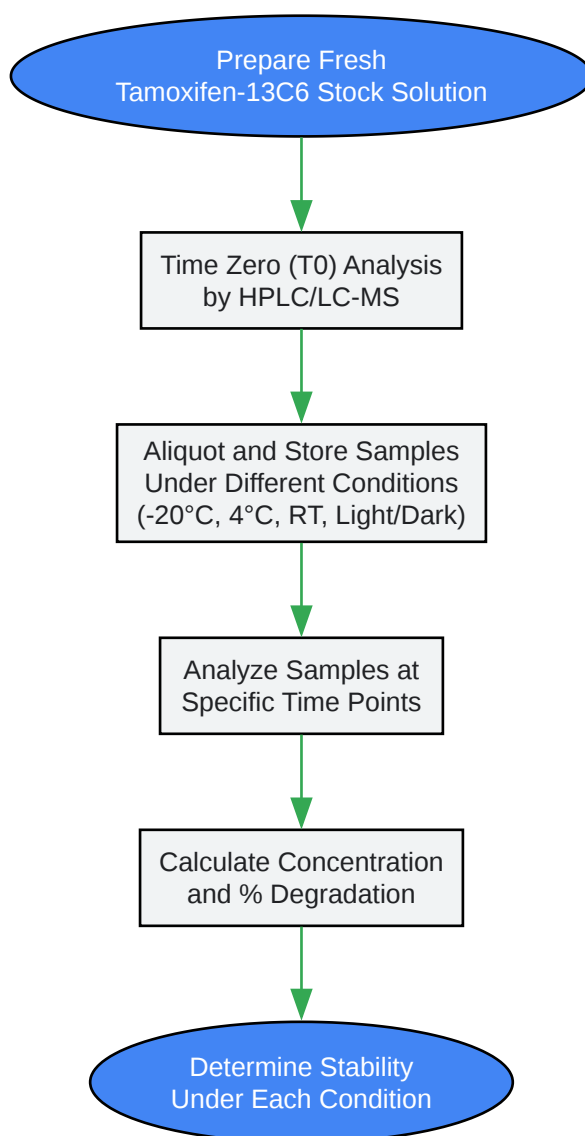 Prepare Fresh
Tamoxifen-13C6 Stock Solution
Time Zero (T0) Analysis
by HPLC/LC-MS
Aliquot and Store Samples
Under Different Conditions
(-20°C, 4°C, RT, Light/Dark)
Analyze Samples at
Specific Time Points
Calculate Concentration
and % Degradation
Determine Stability
Under Each Condition